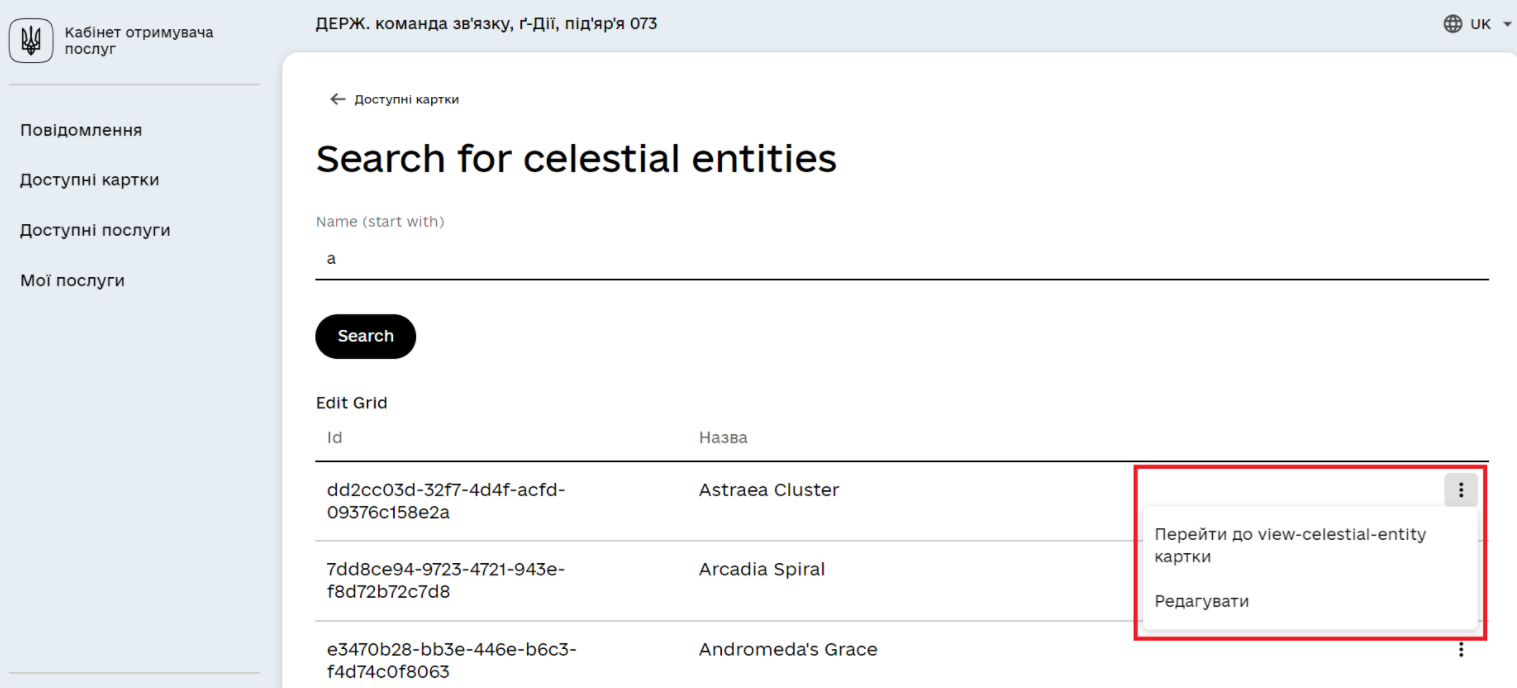 Кабінет отримувача
послуг
ДЕРЖ. команда зв'язку, ґ-Дії, під'яр'я 073
UK
Повідомлення
Доступні картки
Доступні послуги
Мої послуги
Доступні картки
Search for celestial entities
Name (start with)
a
Search
Edit Grid
Id Назва
dd2cc03d-32f7-4d4f-acfd-
09376c158e2a
Astraea Cluster
Перейти до view-celestial-entity
картки
Редагувати
7dd8ce94-9723-4721-943e-
f8d72b72c7d8
Arcadia Spiral
e3470b28-bb3e-446e-b6c3-
f4d74c0f8063
Andromeda's Grace